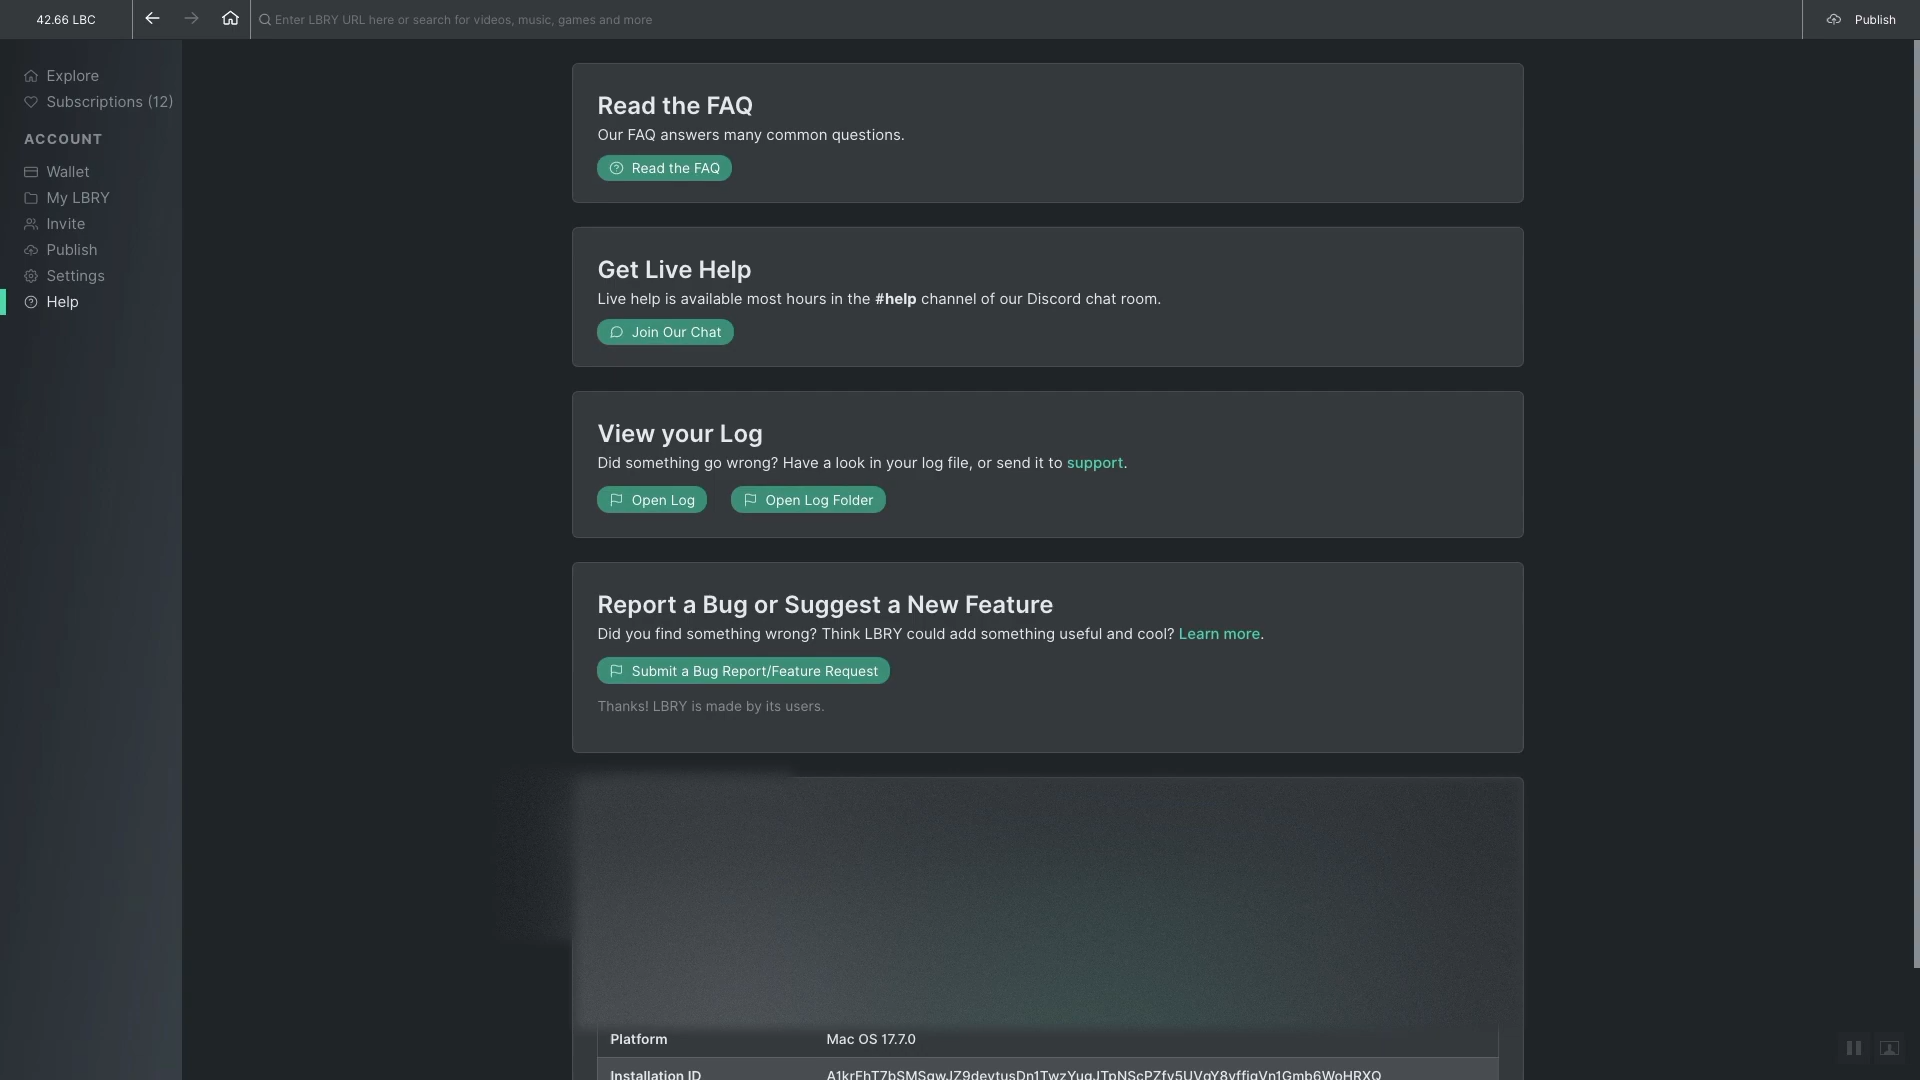 42.66 LBC
Enter LBRY URL here or search for videos, music, games and more
Publish
Explore
Subscriptions (12)
ACCOUNT
Wallet
My LBRY
Invite
Publish
Settings
Help
Read the FAQ
Our FAQ answers many common questions.
Read the FAQ
Get Live Help
Live help is available most hours in the #help channel of our Discord chat room.
Join Our Chat
View your Log
Did something go wrong? Have a look in your log file, or send it to support.
Open Log
Open Log Folder
Report a Bug or Suggest a New Feature
Did you find something wrong? Think LBRY could add something useful and cool? Learn more.
Submit a Bug Report/Feature Request
Thanks! LBRY is made by its users.
Platform Mac OS 17.7.0
Installation ID